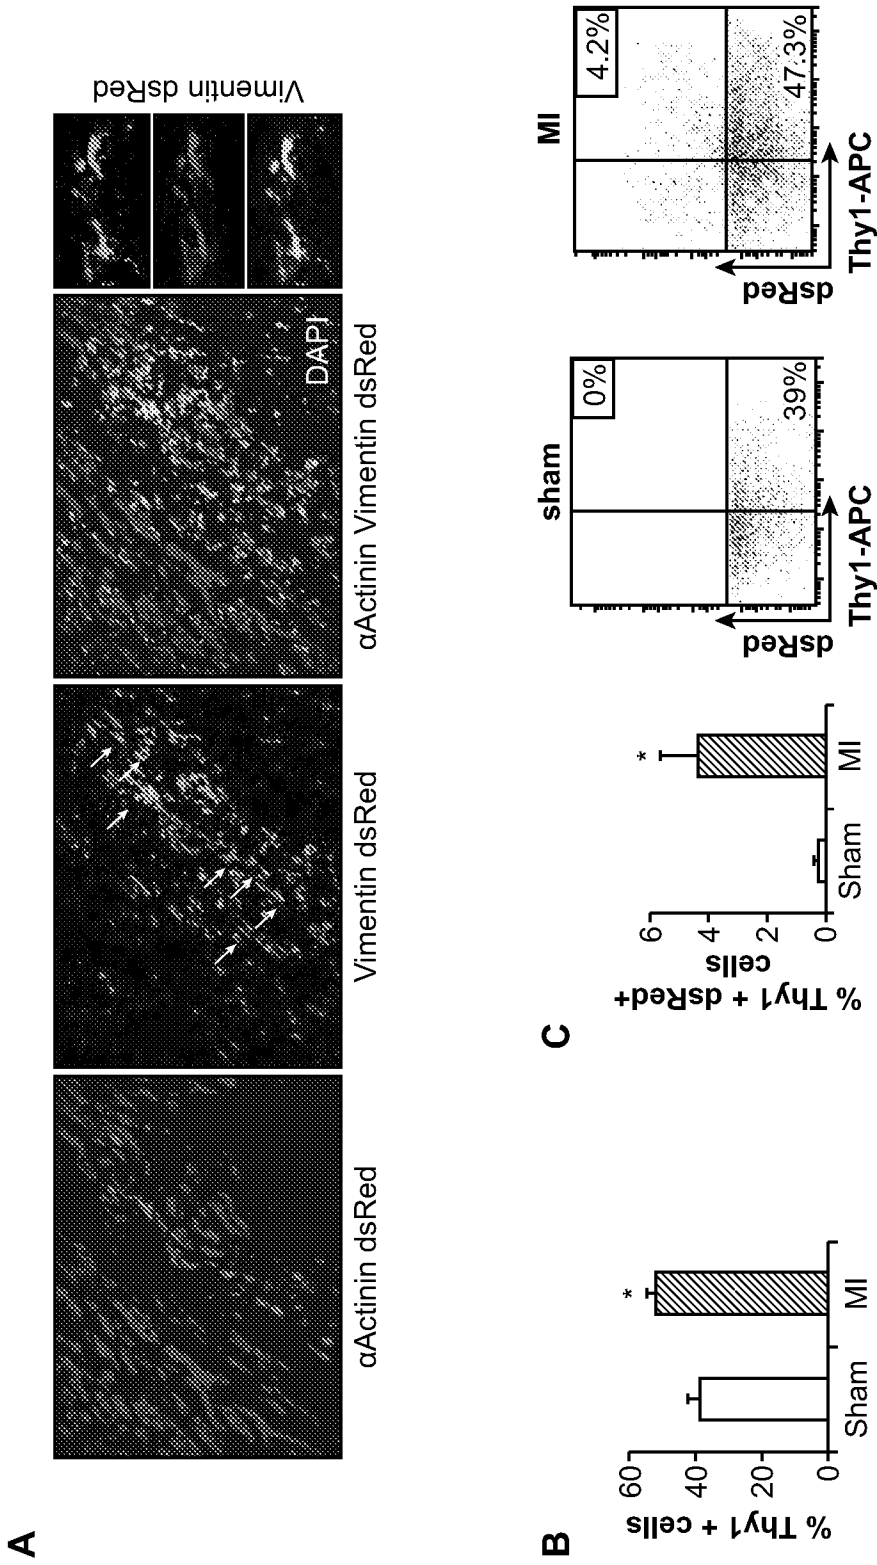 A
αActinin dsRed
Vimentin dsRed
αActinin Vimentin dsRed
DAPI
Vimentin dsRed
B
% Thy1 + cells
60
40
20
0
Sham
MI
*
C
% Thy1 + dsRed+
cells
6
4
2
0
Sham
MI
*
sham
0%
39%
dsRed
Thy1-APC
MI
4.2%
47.3%
dsRed
Thy1-APC